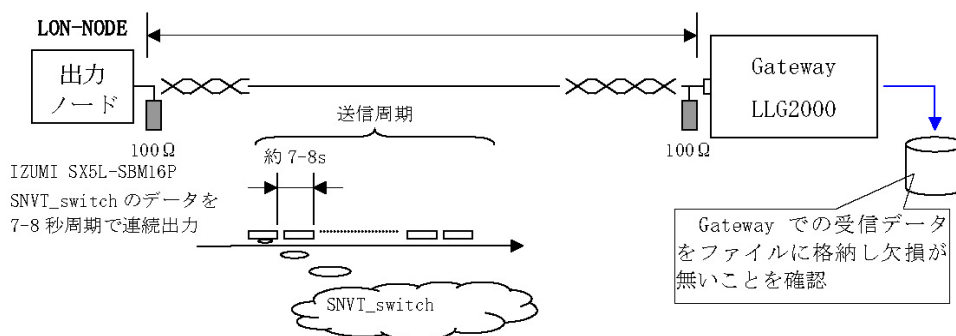 LON-NODE
出力
ノード
100Ω
IZUMI SX5L-SBM16P
SNVT_switch のデータを
7-8 秒周期で連続出力
送信周期
約 7-8s
SNVT_switch
100Ω
Gateway
LLG2000
Gateway での受信データ
をファイルに格納し欠損が
無いことを確認